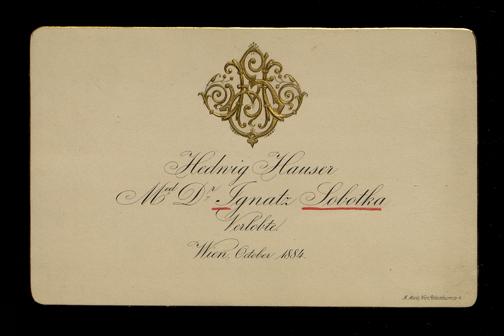 Hedwig Hauser
Med. Dr. Ignatz Sobotka
Verlobte.
Wien, October 1884.